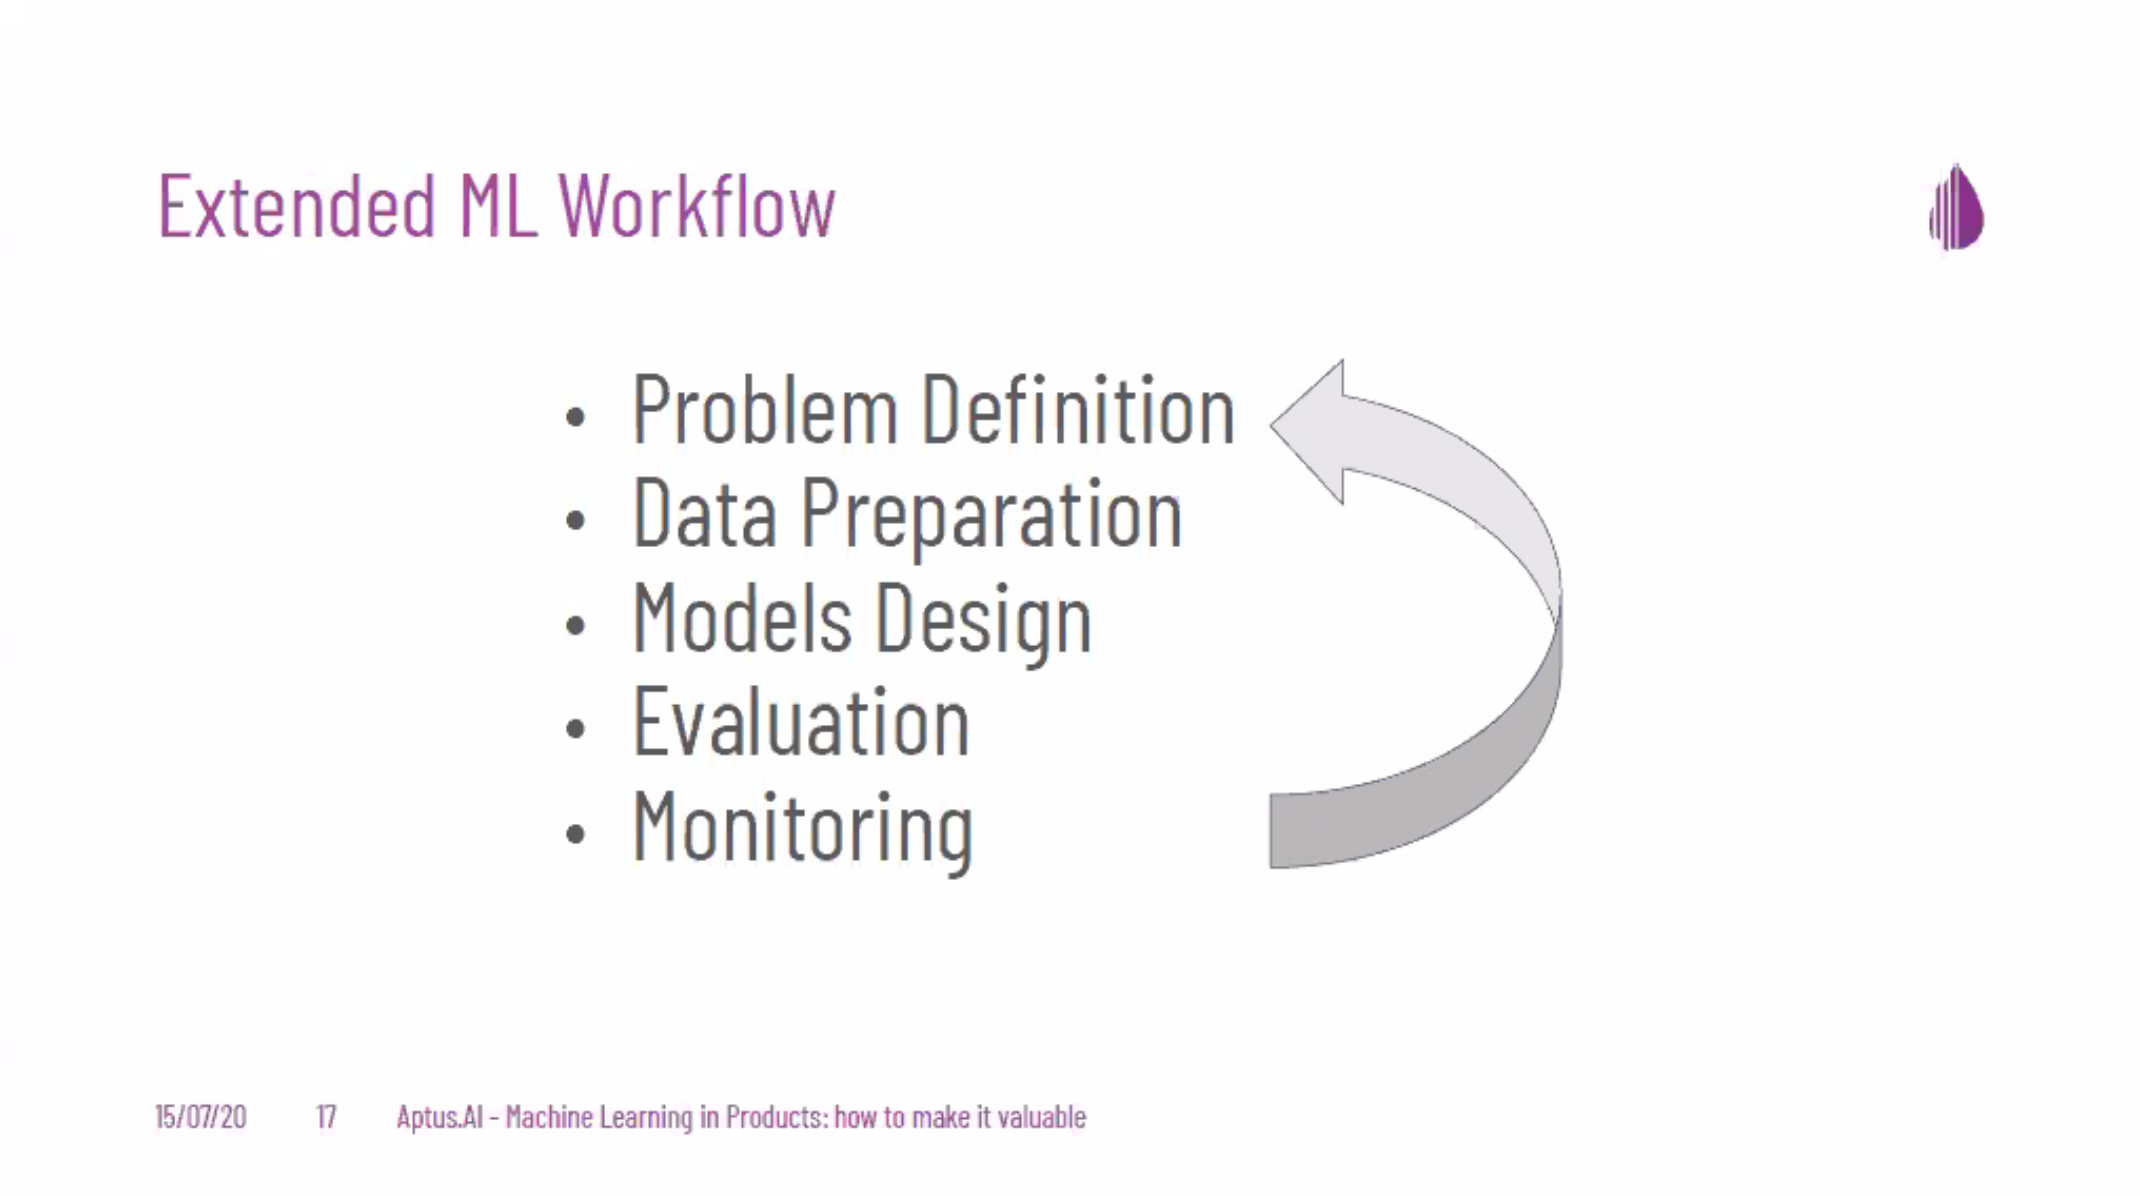 Extended ML Workflow
• Problem Definition
• Data Preparation
• Models Design
• Evaluation
• Monitoring
15/07/20 17 Aptus.AI - Machine Learning in Products: how to make it valuable